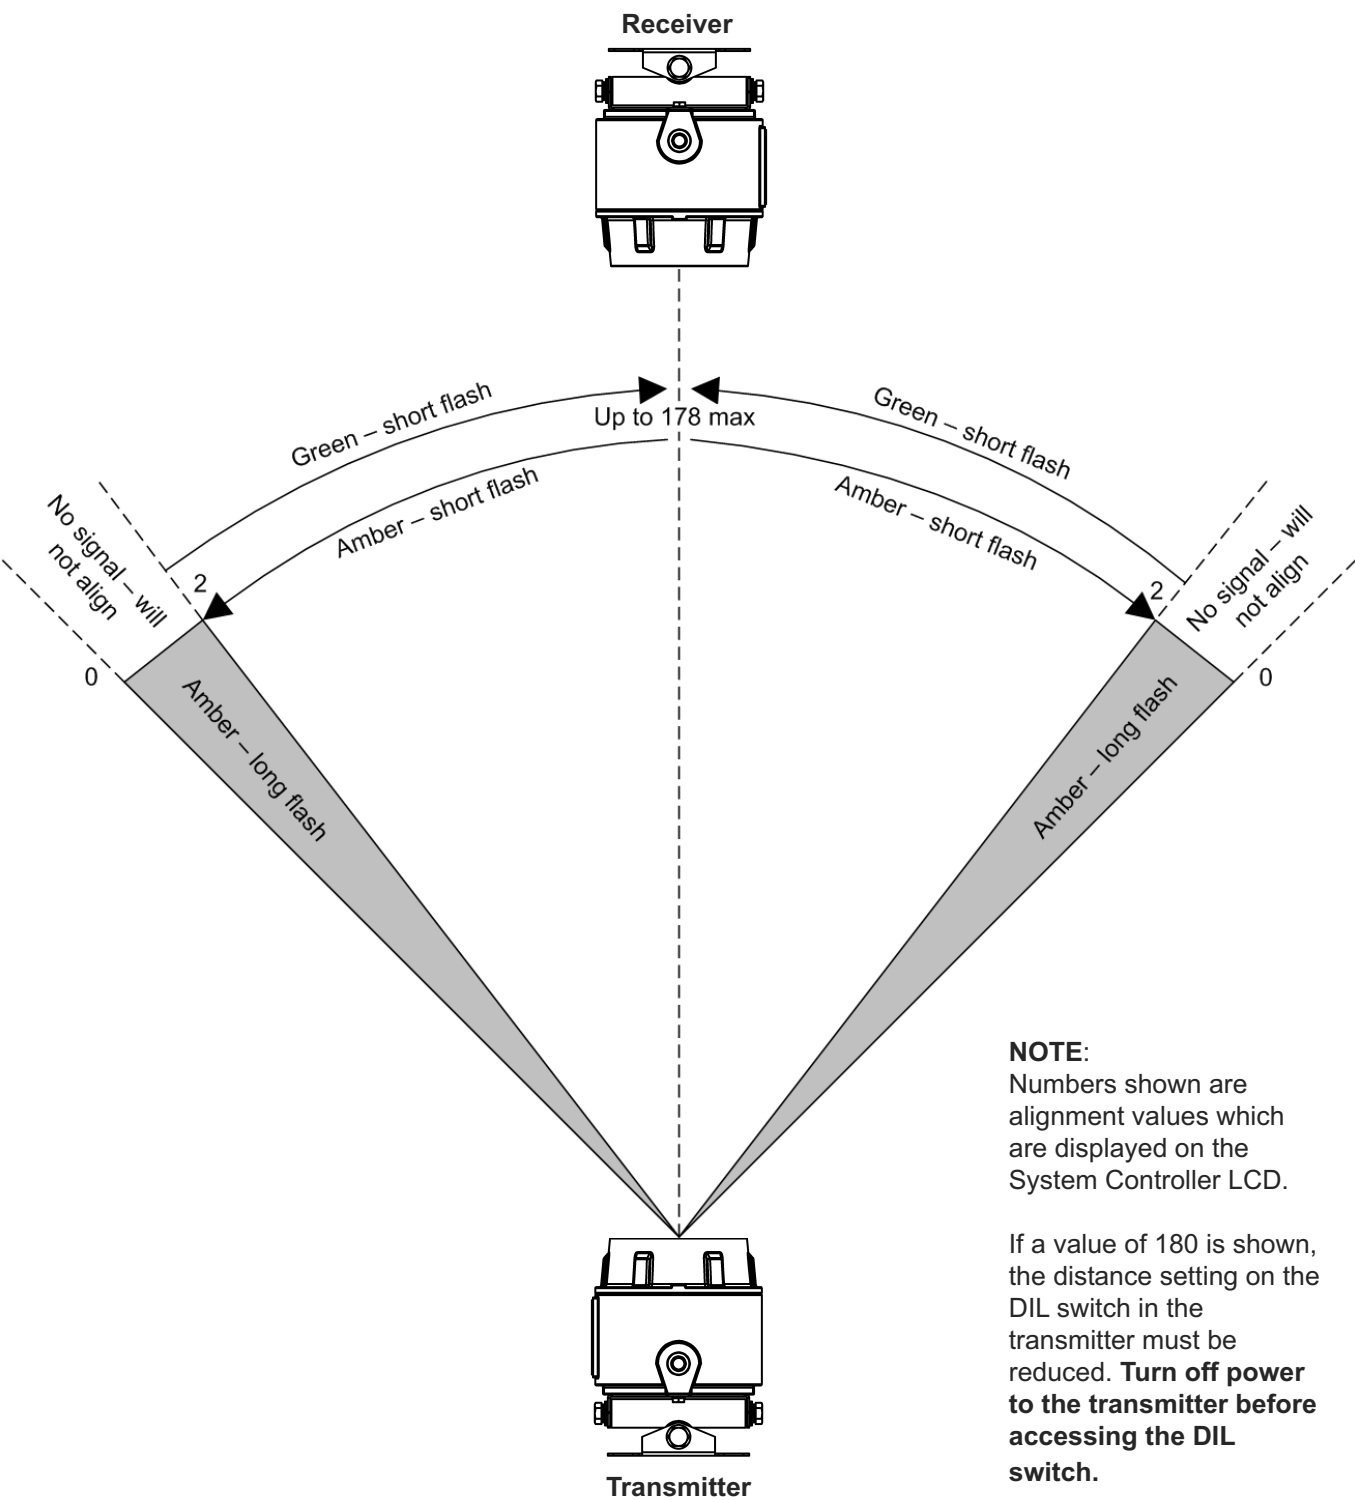 Receiver
Green – short flash
Green – short flash
Up to 178 max
Amber – short flash
Amber – short flash
No signal – will
not align
No signal – will
not align
2
2
0
0
Amber – long flash
Amber – long flash
NOTE:
Numbers shown are
alignment values which
are displayed on the
System Controller LCD.
If a value of 180 is shown,
the distance setting on the
DIL switch in the
transmitter must be
reduced. Turn off power
to the transmitter before
accessing the DIL
switch.
Transmitter